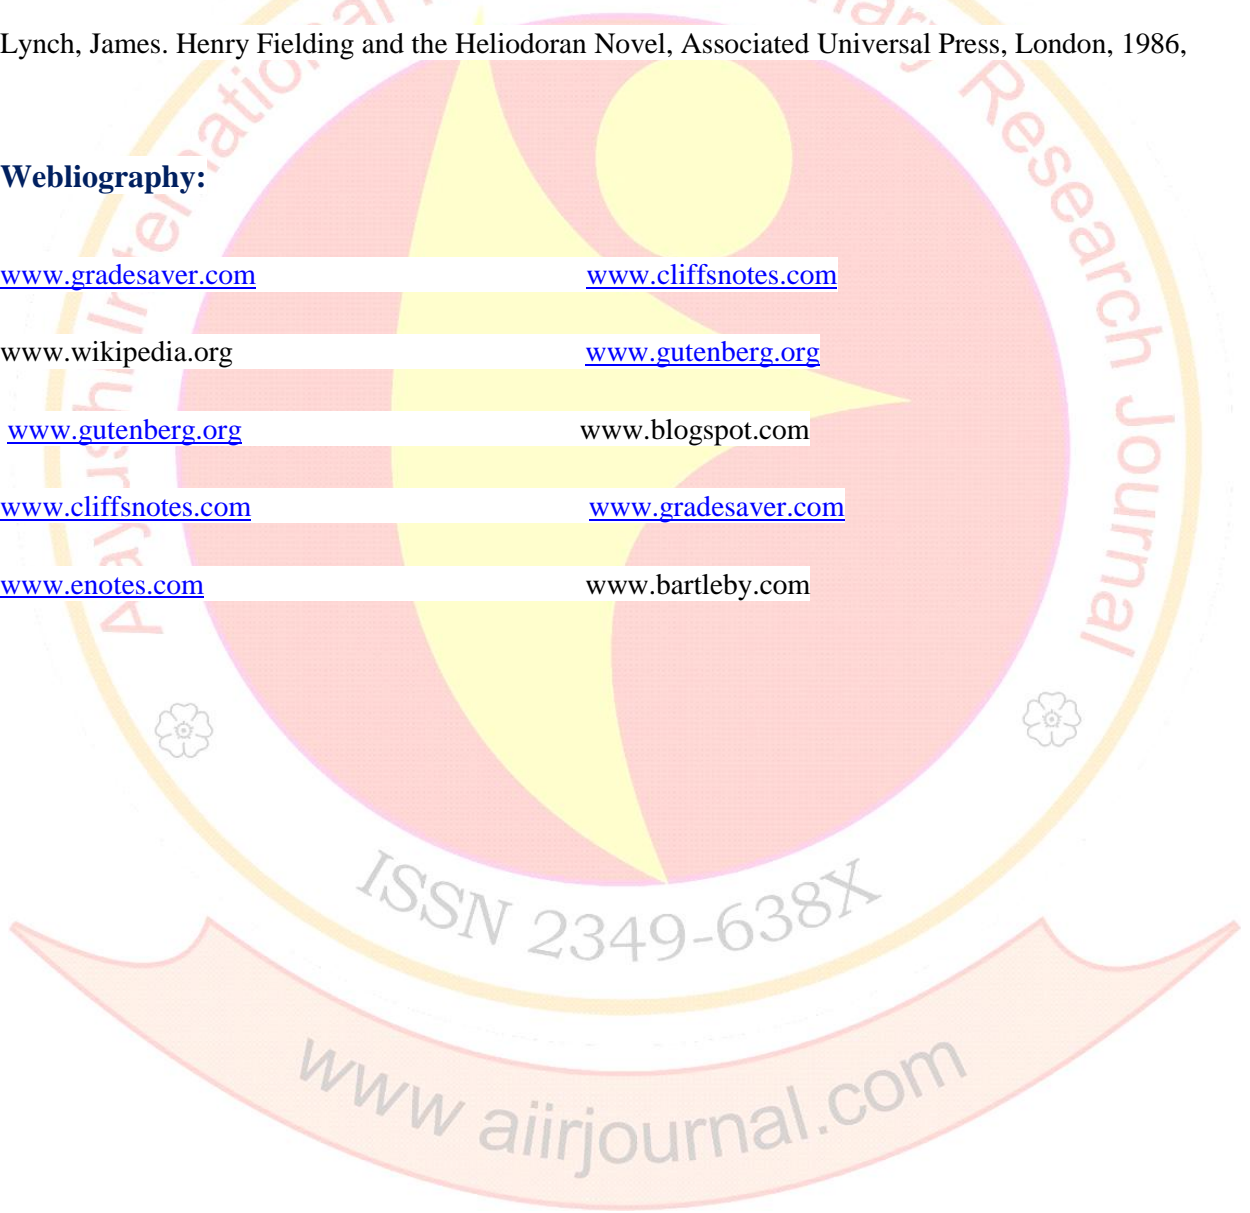 Lynch, James. Henry Fielding and the Heliodoran Novel, Associated Universal Press, London, 1986,
Webliography:
www.gradesaver.com www.cliffsnotes.com
www.wikipedia.org www.gutenberg.org
www.gutenberg.org www.blogspot.com
www.cliffsnotes.com www.gradesaver.com
www.enotes.com www.bartleby.com
Research Journal
ISSN 2349-638X
www aiirjournal.com